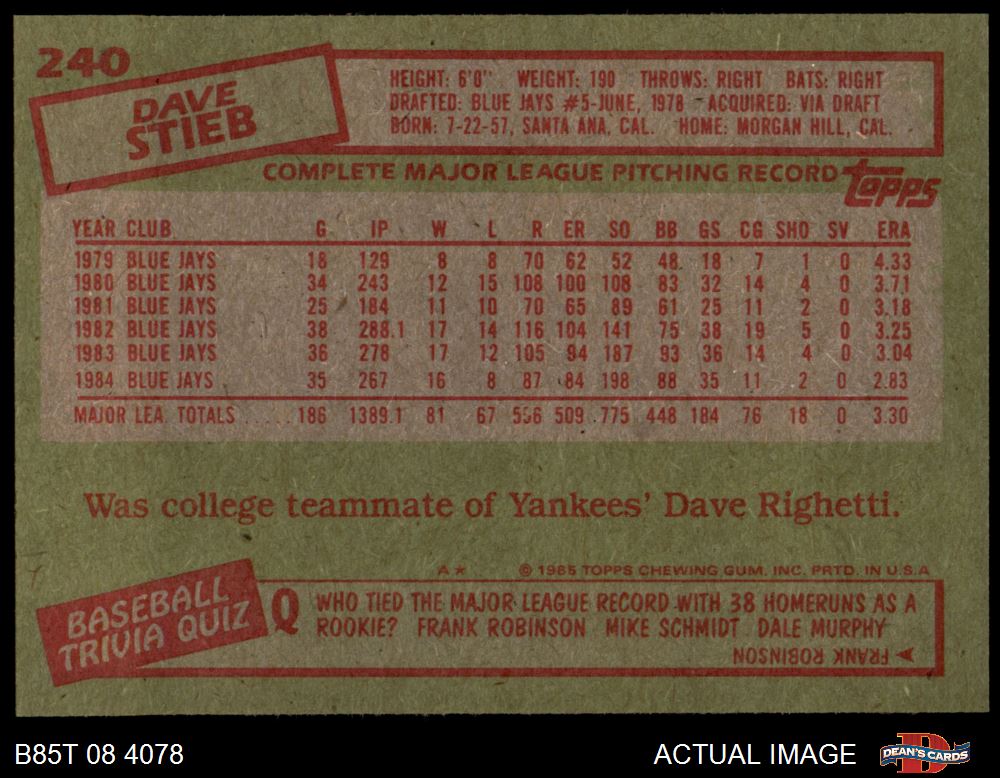 240
DAVE
STIEB
HEIGHT: 6'0" WEIGHT: 190 THROWS: RIGHT BATS: RIGHT
DRAFTED: BLUE JAYS #5-JUNE, 1978 - ACQUIRED: VIA DRAFT
BORN: 7-22-57, SANTA ANA, CAL. HOME: MORGAN HILL, CAL.
COMPLETE MAJOR LEAGUE PITCHING RECORD topps
YEAR CLUB G IP W L R ER SO BB GS CG SHO SV ERA
1979 BLUE JAYS 18 129 8 8 70 62 52 48 18 7 1 0 4.33
1980 BLUE JAYS 34 243 12 15 108 100 108 83 32 14 4 0 3.71
1981 BLUE JAYS 25 184 11 10 70 65 89 61 25 11 2 0 3.18
1982 BLUE JAYS 38 288.1 17 14 116 104 141 75 38 19 5 0 3.25
1983 BLUE JAYS 36 278 17 12 105 94 187 93 36 14 4 0 3.04
1984 BLUE JAYS 35 267 16 8 87 84 198 88 35 11 2 0 2.83
MAJOR LEA. TOTALS ..... 186 1389.1 81 67 556 509 775 448 184 76 18 0 3.30
Was college teammate of Yankees' Dave Righetti.
A* © 1985 TOPPS CHEWING GUM, INC. PRTD. IN U.S.A
BASEBALL
TRIVIA QUIZ
Q WHO TIED THE MAJOR LEAGUE RECORD WITH 38 HOMERUNS AS A
ROOKIE? FRANK ROBINSON MIKE SCHMIDT DALE MURPHY
FRANK ROBINSON
B85T 08 4078
ACTUAL IMAGE
DEAN'S CARDS